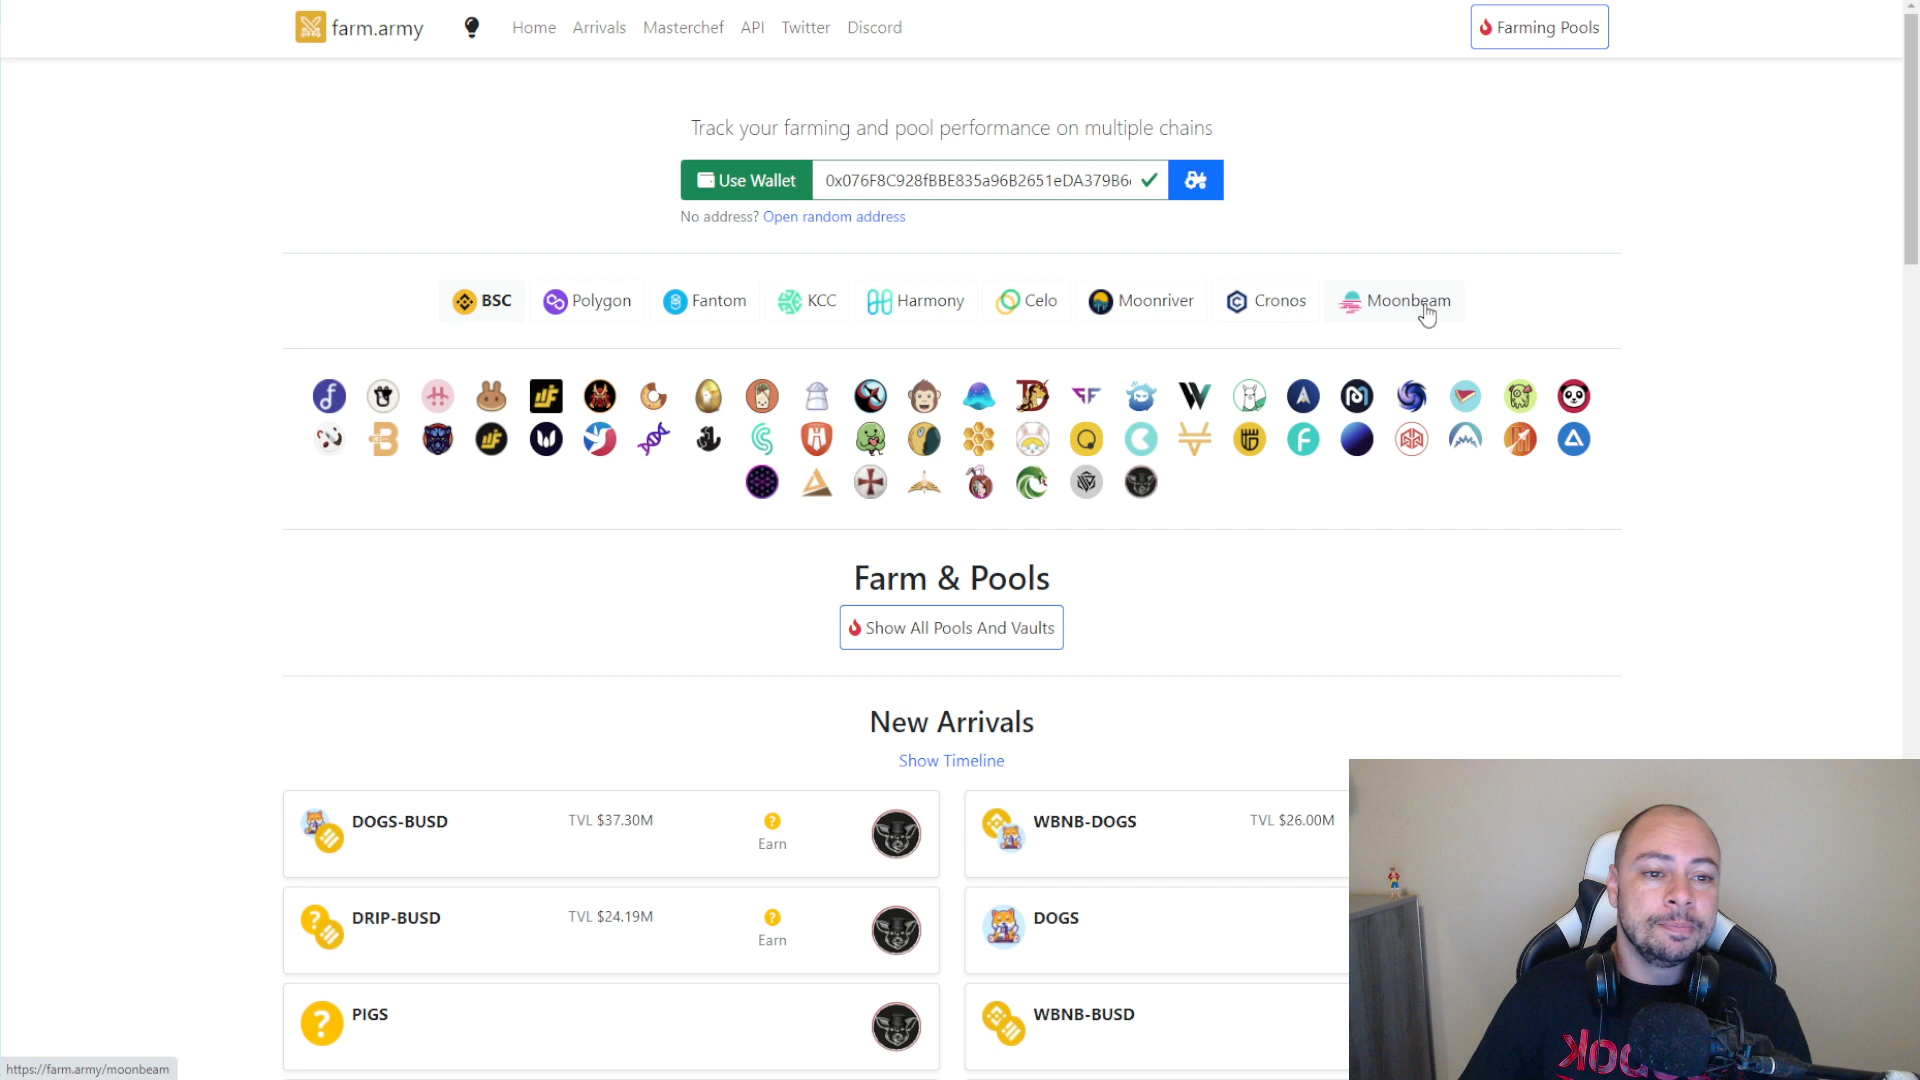 farm.army
Home Arrivals Masterchef API Twitter Discord
Farming Pools
Track your farming and pool performance on multiple chains
Use Wallet 0x076F8C928fBBE835a96B2651eDA379B6
No address? Open random address
BSC Polygon Fantom KCC Harmony Celo Moonriver Cronos Moonbeam
Farm & Pools
Show All Pools And Vaults
New Arrivals
Show Timeline
DOGS-BUSD TVL $37.30M Earn
WBNB-DOGS TVL $26.00M
DRIP-BUSD TVL $24.19M Earn
DOGS
PIGS
WBNB-BUSD
https://farm.army/moonbeam